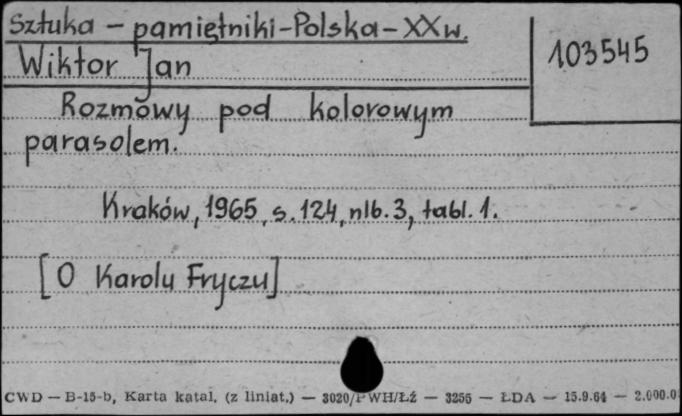 Sztuka – pamiętniki – Polska – XX w.
103545
Wiktor Jan
Rozmowy pod kolorowym
parasolem.
Kraków, 1965, s. 124, nlb. 3, tabl. 1.
[O Karolu Fryczu]
CWD — B-15-b, Karta katal. (z liniat.) — 3020/PWH/Łź — 3256 — ŁDA — 15.9.64 — 2.000.0